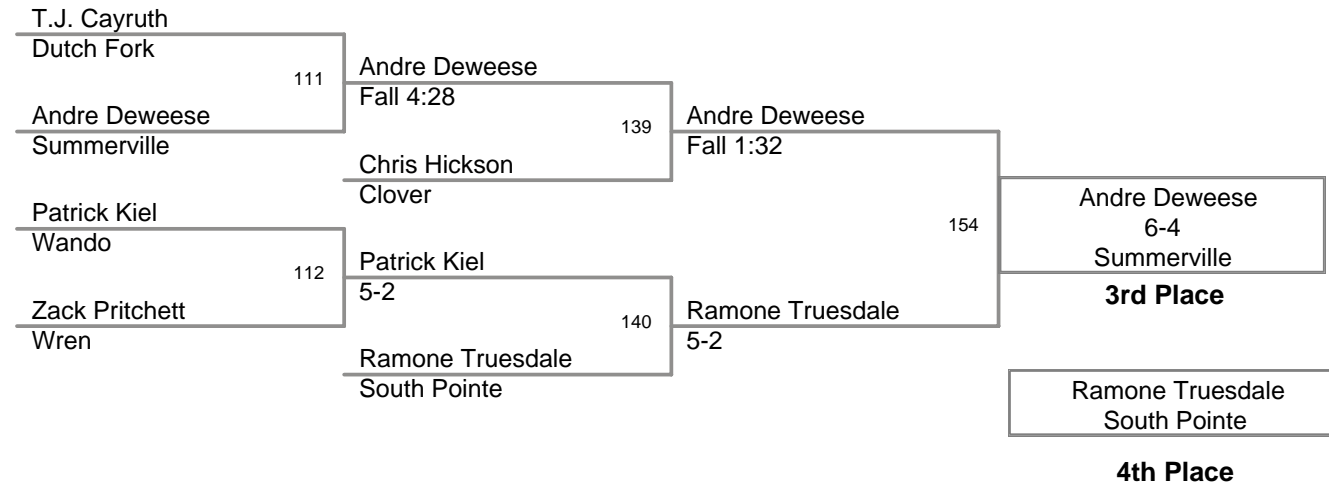 T.J. Cayruth
Dutch Fork
111
Andre Deweese
Summerville
Andre Deweese
Fall 4:28
139
Chris Hickson
Clover
Andre Deweese
Fall 1:32
Patrick Kiel
Wando
112
Zack Pritchett
Wren
Patrick Kiel
5-2
140
Ramone Truesdale
South Pointe
Ramone Truesdale
5-2
154
Andre Deweese
6-4
Summerville
3rd Place
Ramone Truesdale
South Pointe
4th Place